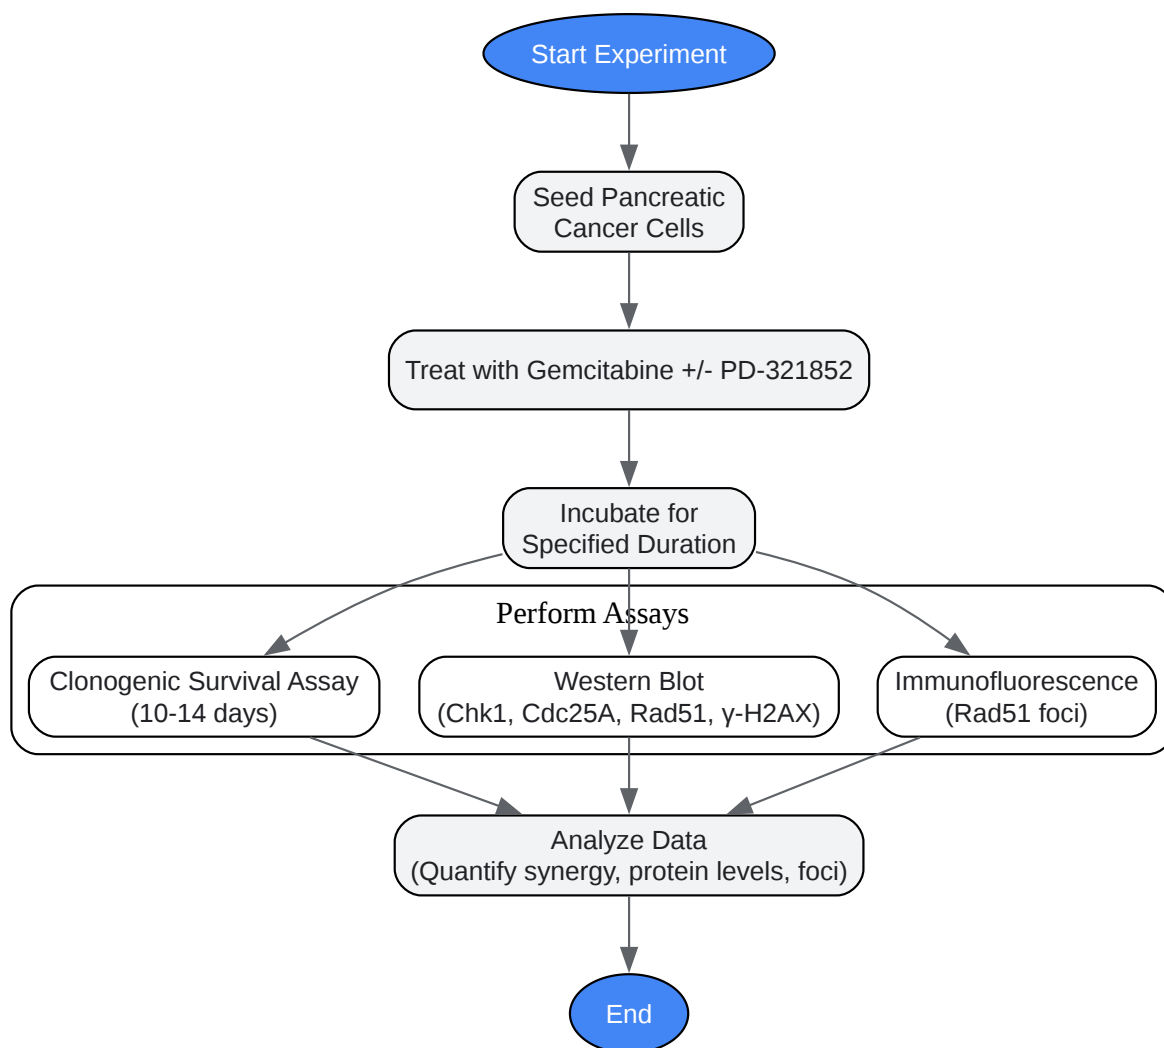 Start Experiment
Seed Pancreatic
Cancer Cells
Treat with Gemcitabine +/- PD-321852
Incubate for
Specified Duration
Perform Assays
Clonogenic Survival Assay
(10-14 days)
Western Blot
(Chk1, Cdc25A, Rad51, γ-H2AX)
Immunofluorescence
(Rad51 foci)
Analyze Data
(Quantify synergy, protein levels, foci)
End